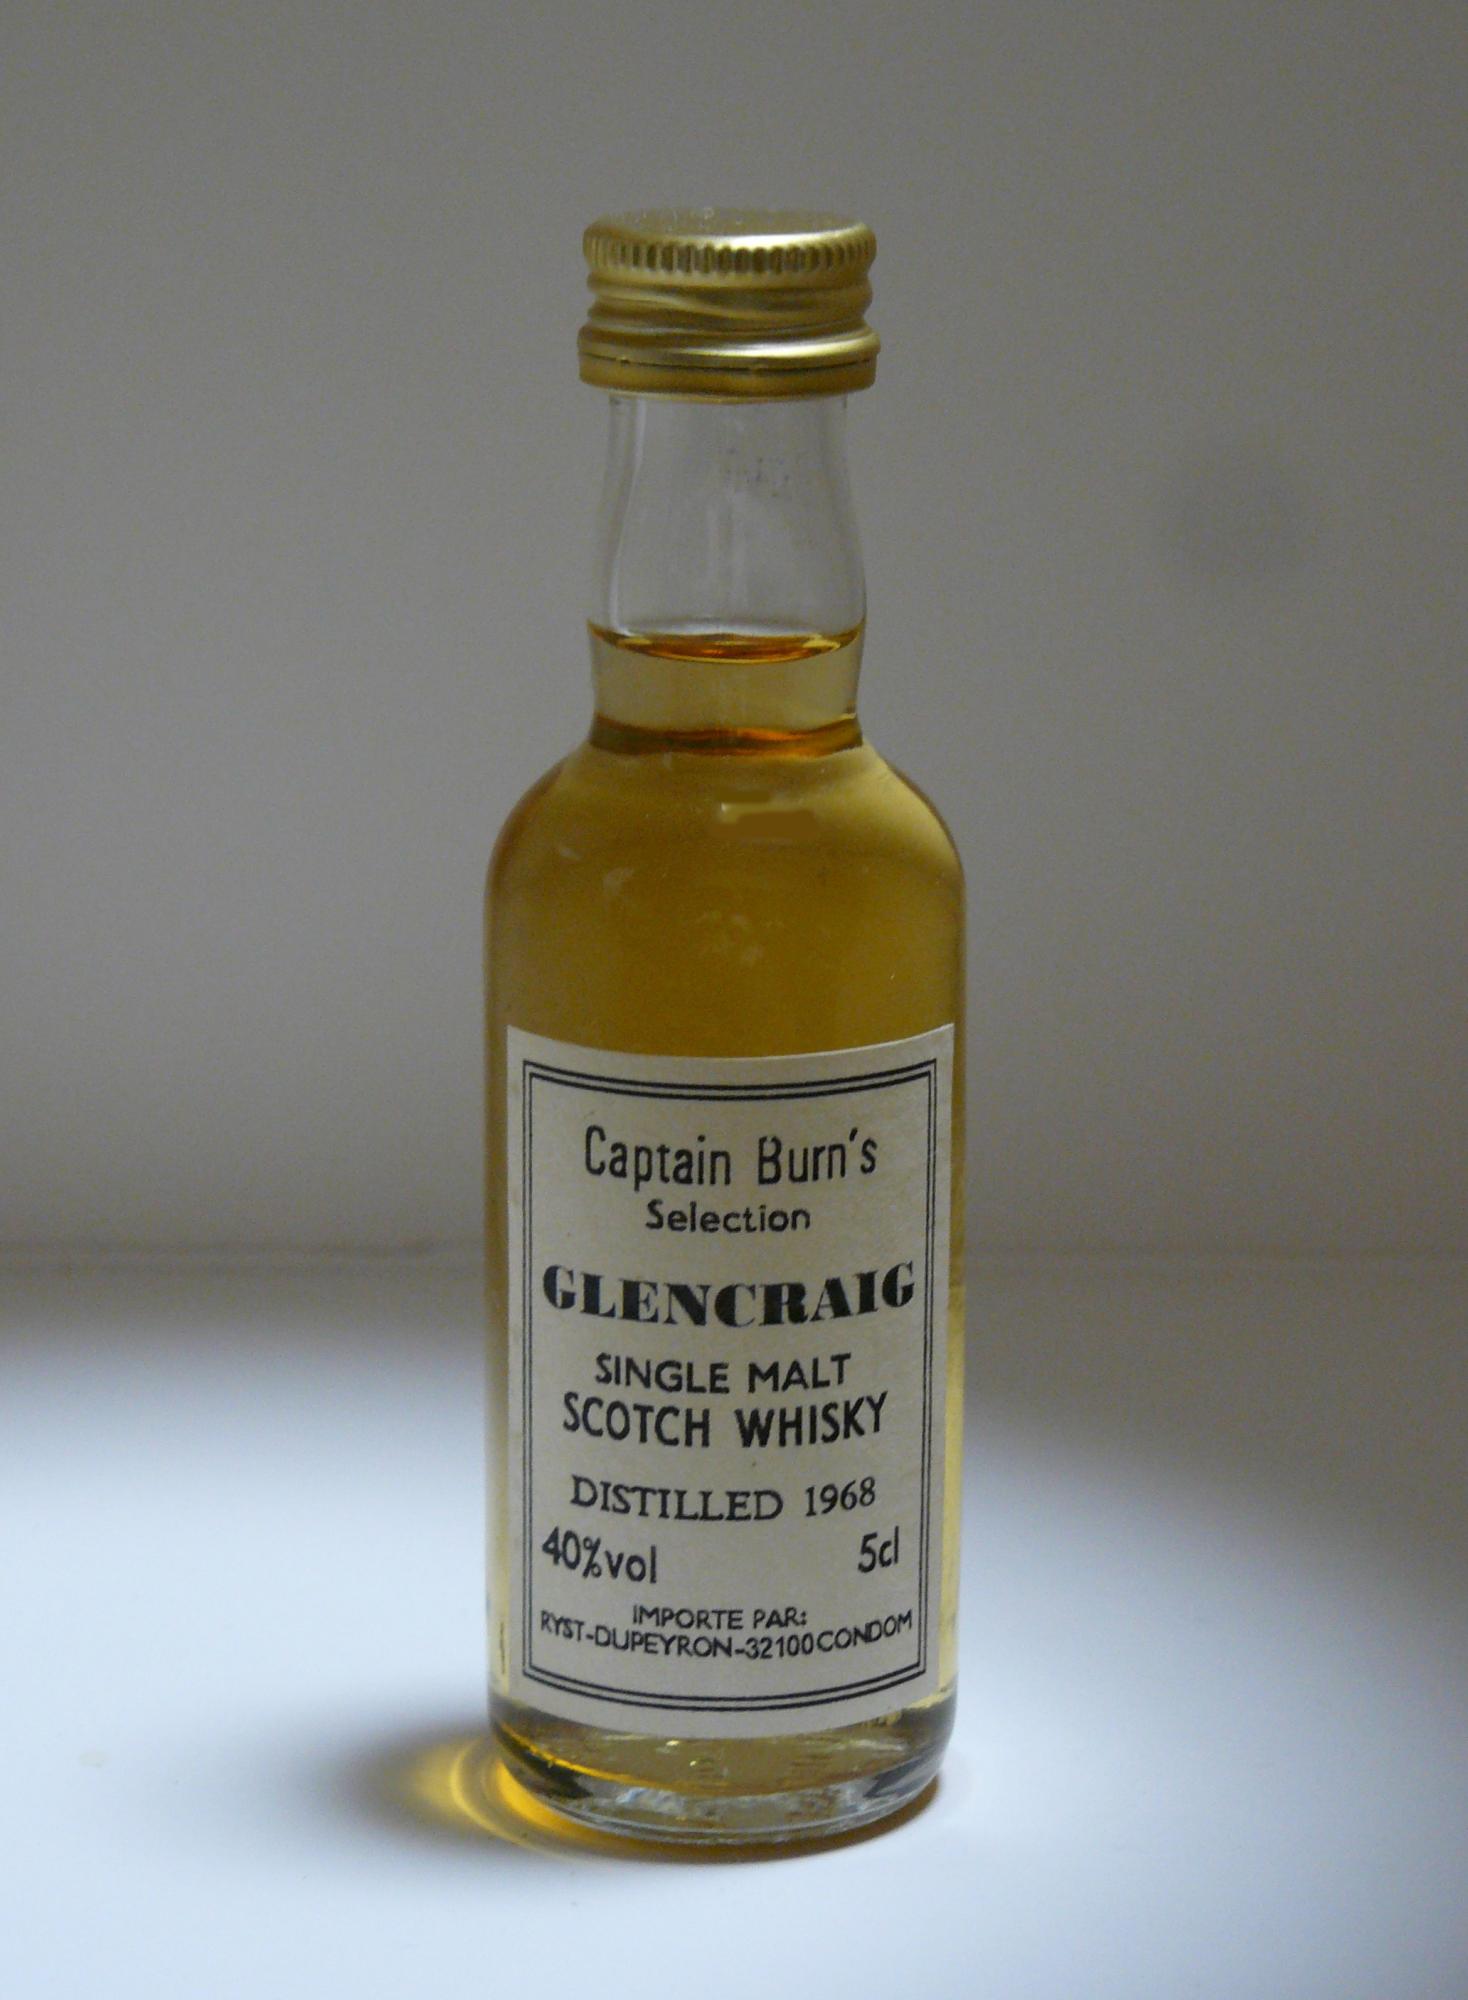 Captain Burn's
Selection
GLENCRAIG
SINGLE MALT
SCOTCH WHISKY
DISTILLED 1968
40%vol 5cl
IMPORTE PAR:
RYST-DUPEYRON-32100 CONDOM